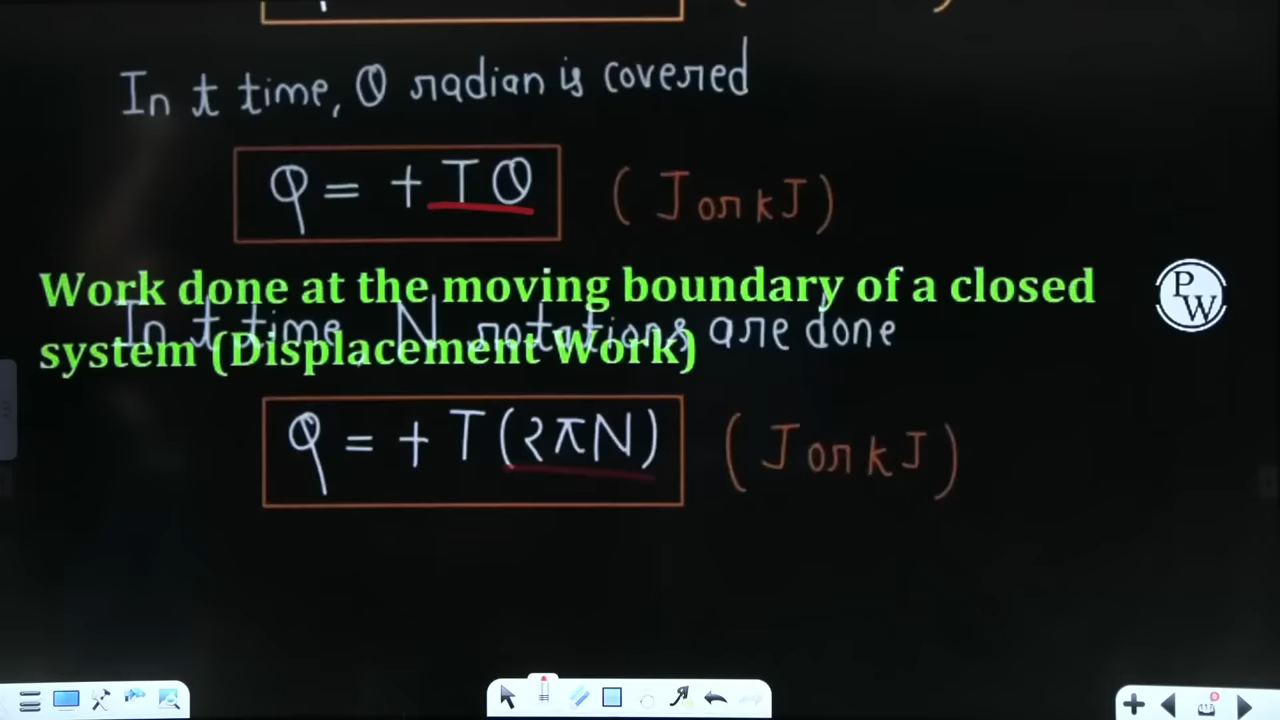 In t time, θ radian is covered
φ = + T θ (J or kJ)
Work done at the moving boundary of a closed
In t time, N rotations are done
system (Displacement Work)
φ = + T (2πN) (J or kJ)
PW